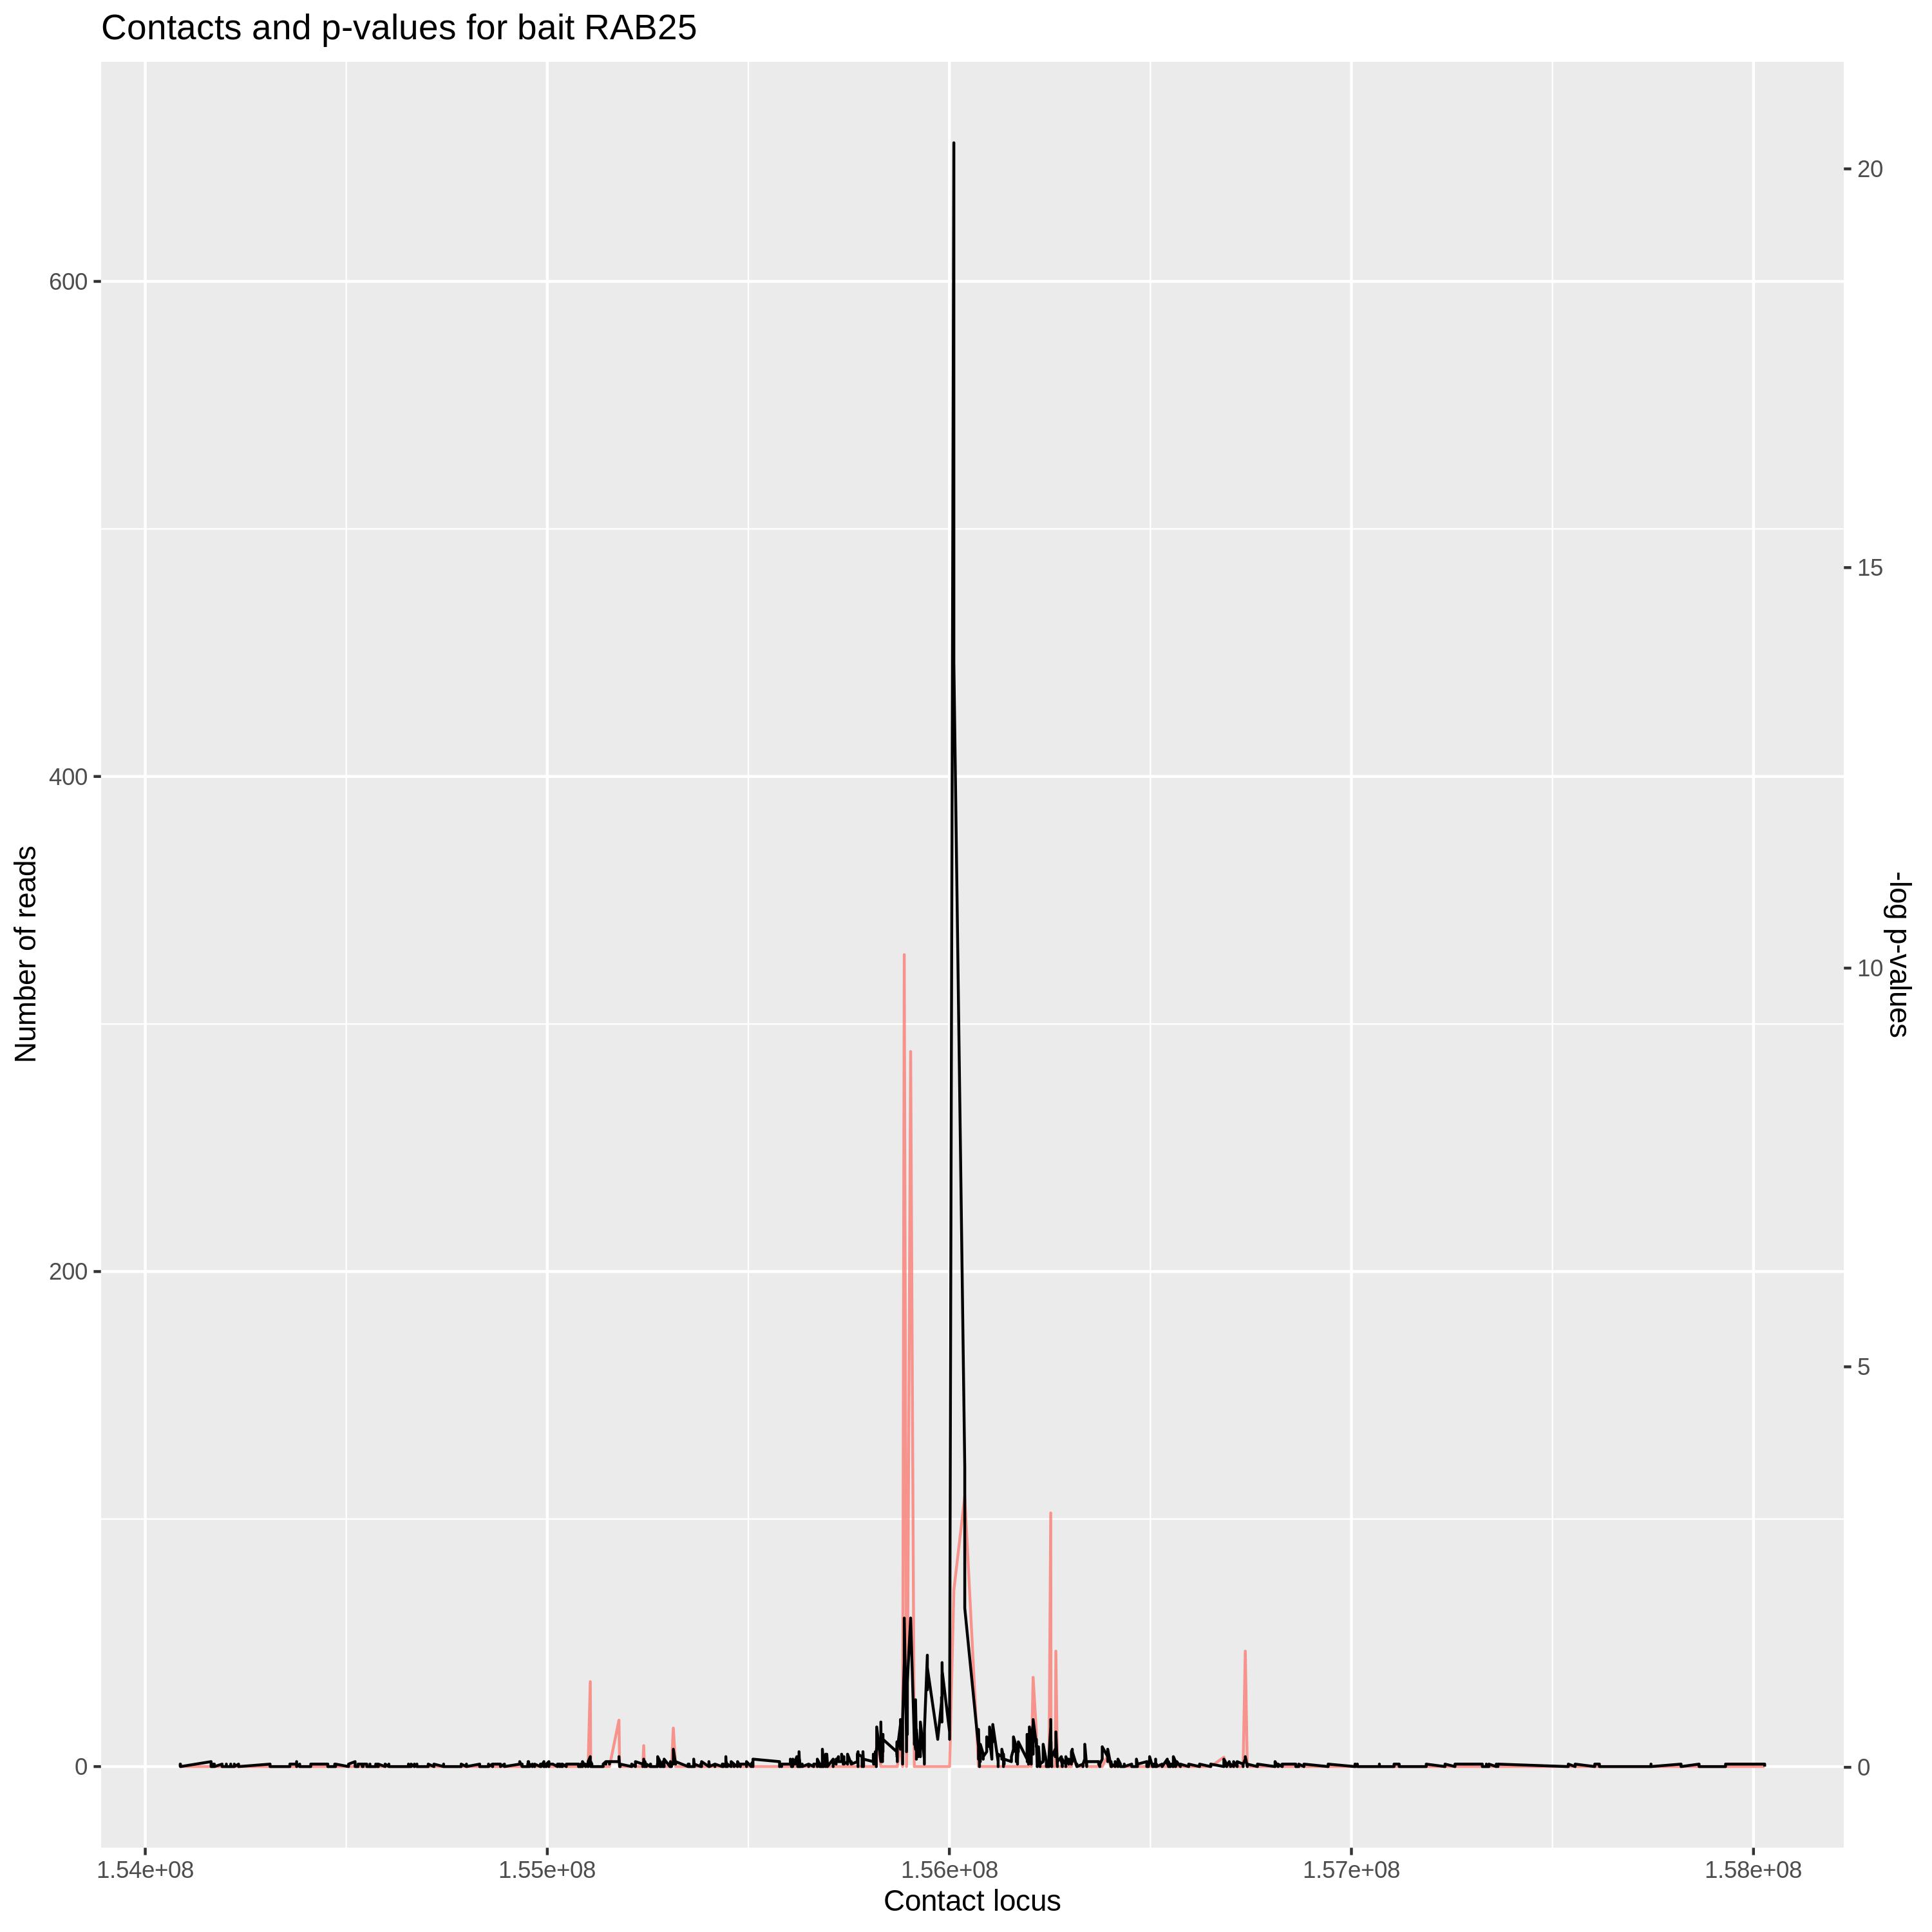 Contacts and p-values for bait RAB25
Number of reads
600
400
200
0
20
15
10
5
0
-log p-values
1.54e+08 1.55e+08 1.56e+08 1.57e+08 1.58e+08
Contact locus